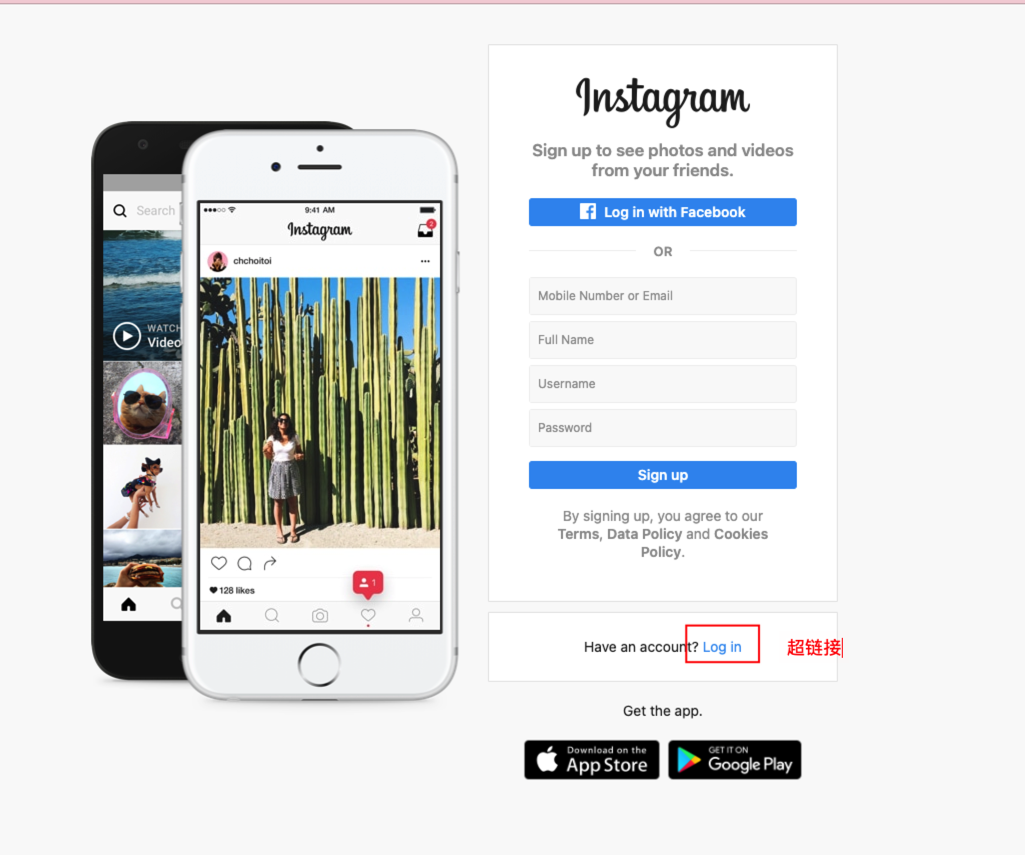 Search
WATCH
Video
9:41 AM
Instagram
2
chchoitoi
128 likes
1
Instagram
Sign up to see photos and videos
from your friends.
Log in with Facebook
OR
Mobile Number or Email
Full Name
Username
Password
Sign up
By signing up, you agree to our
Terms, Data Policy and Cookies
Policy.
Have an account? Log in
超链接
Get the app.
Download on the
App Store
GET IT ON
Google Play